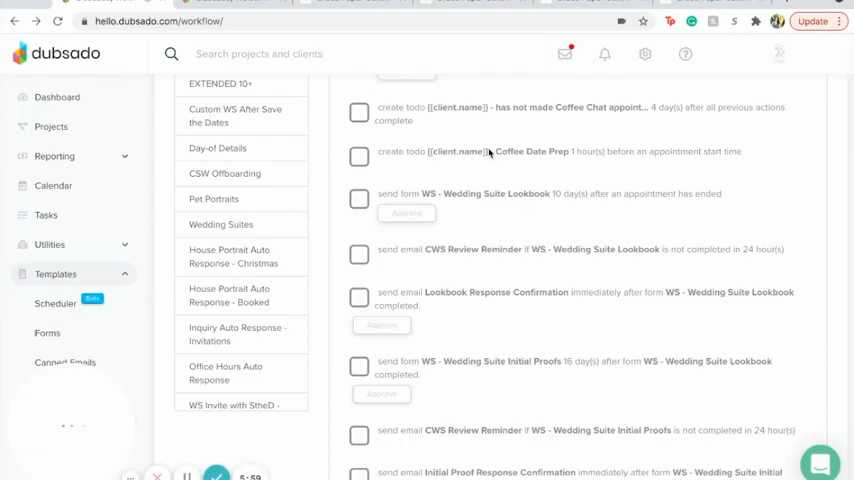 hello.dubsado.com/workflow/
Update
dubsado
Search projects and clients
Dashboard
Projects
Reporting
Calendar
Tasks
Utilities
Templates
Scheduler Beta
Forms
Canned Emails
EXTENDED 10+
Custom WS After Save
the Dates
Day-of Details
CSW Offboarding
Pet Portraits
Wedding Suites
House Portrait Auto
Response - Christmas
House Portrait Auto
Response - Booked
Inquiry Auto Response -
Invitations
Office Hours Auto
Response
WS Invite with StheD -
create todo {{client.name}} - has not made Coffee Chat appoint... 4 day(s) after all previous actions
complete
create todo {{client.name}} - Coffee Date Prep 1 hour(s) before an appointment start time
send form WS - Wedding Suite Lookbook 10 day(s) after an appointment has ended
Approve
send email CWS Review Reminder if WS - Wedding Suite Lookbook is not completed in 24 hour(s)
send email Lookbook Response Confirmation immediately after form WS - Wedding Suite Lookbook
completed.
Approve
send form WS - Wedding Suite Initial Proofs 16 day(s) after form WS - Wedding Suite Lookbook
completed.
Approve
send email CWS Review Reminder if WS - Wedding Suite Initial Proofs is not completed in 24 hour(s)
send email Initial Proof Response Confirmation immediately after form WS - Wedding Suite Initial
5:59